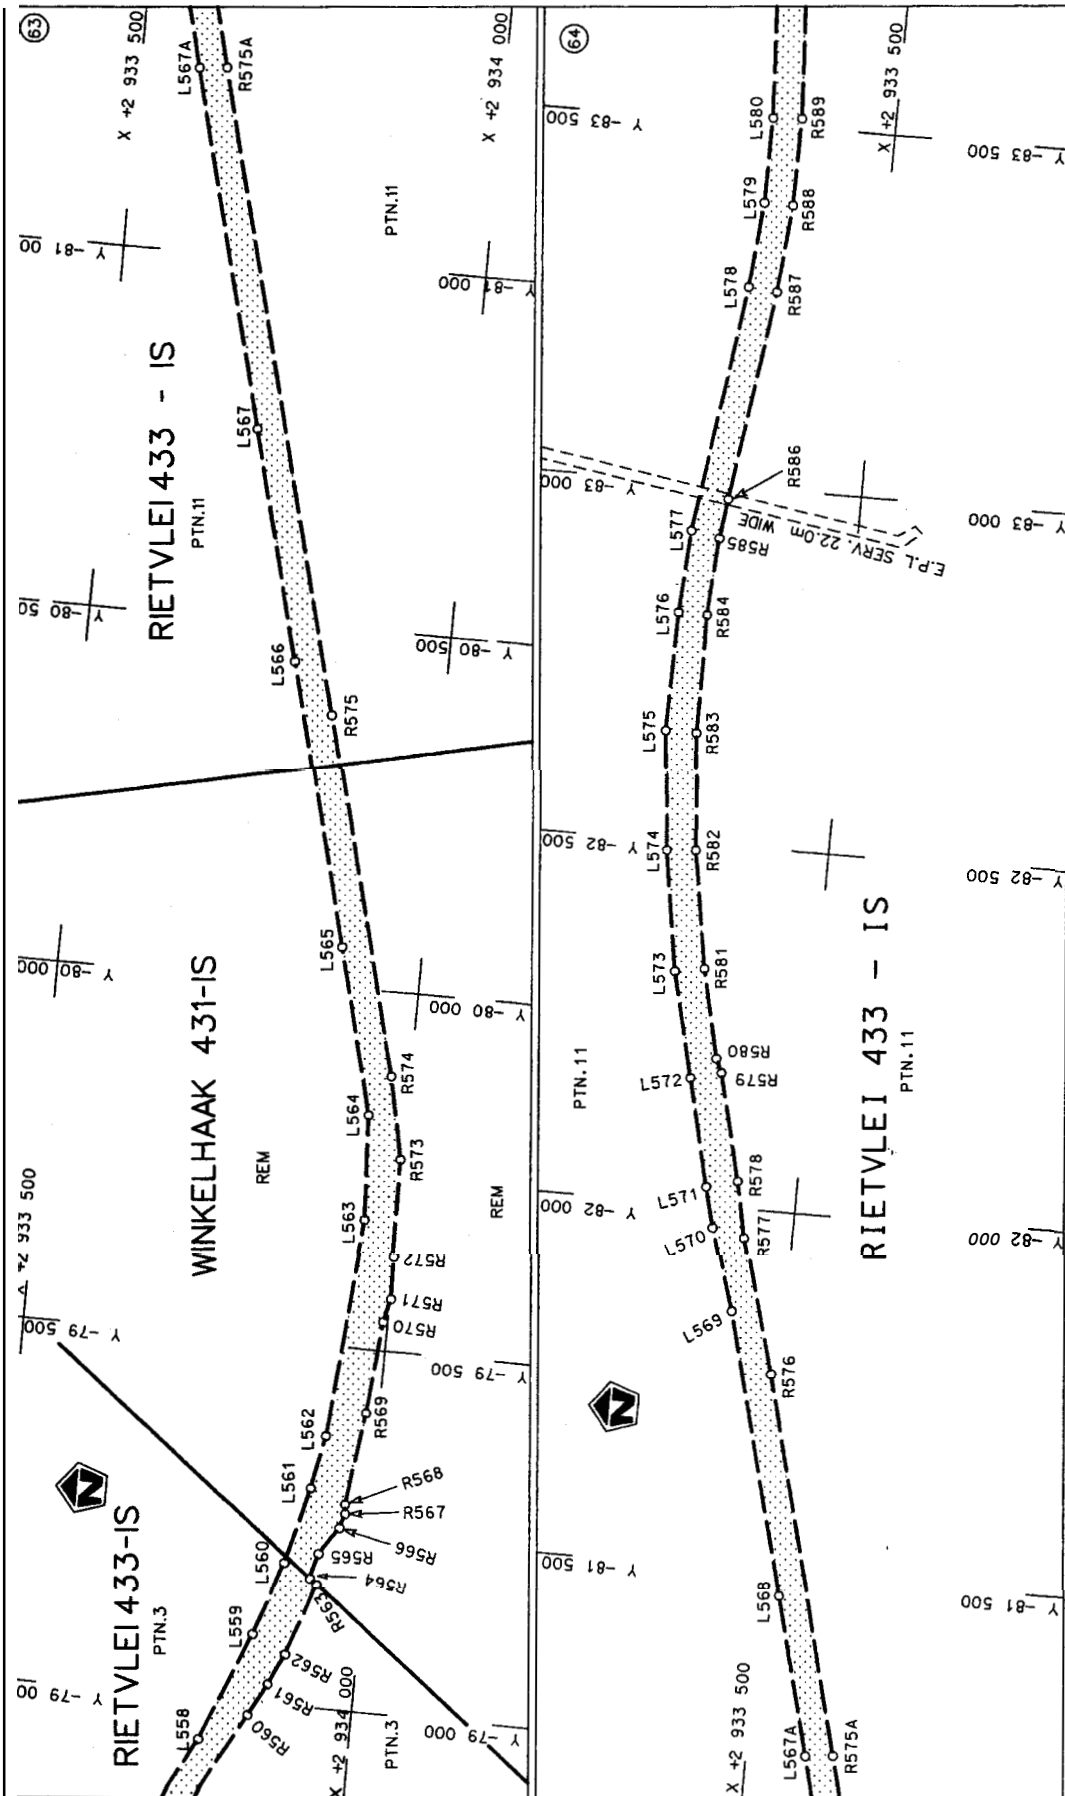 63
L567A
R575A
X +2 933 500
X +2 934 000
Y -81 00
Y -81 000
PTN.11
RIETVLEI 433 - IS
PTN.11
L567
L566
R575
Y -80 50
Y -80 500
L565
Y -80 000
Y -80 000
WINKELHAAK 431-IS
REM
REM
R574
L564
R573
L563
R572
R571
R570
+2 933 500
Y -79 500
Y -79 500
R569
L562
L561
R568
R567
R566
R565
R564
R563
L560
L559
RIETVLEI 433-IS
PTN.3
N
R562
R561
R560
L558
Y -79 00
Y -79 000
X +2 934 000
PTN.3
64
X +2 933 500
Y -83 500
Y -83 500
L580
R589
L579
R588
L578
R587
R586
Y -83 000
Y -83 000
L577
R585
E.P.L SERV. 22.0m WIDE
L576
R584
L575
R583
L574
R582
Y -82 500
Y -82 500
L573
R581
RIETVLEI 433 - IS
PTN.11
PTN.11
R580
R579
L572
R578
L571
L570
R577
Y -82 000
Y -82 000
L569
R576
N
Y -81 500
Y -81 500
L568
X +2 933 500
L567A
R575A